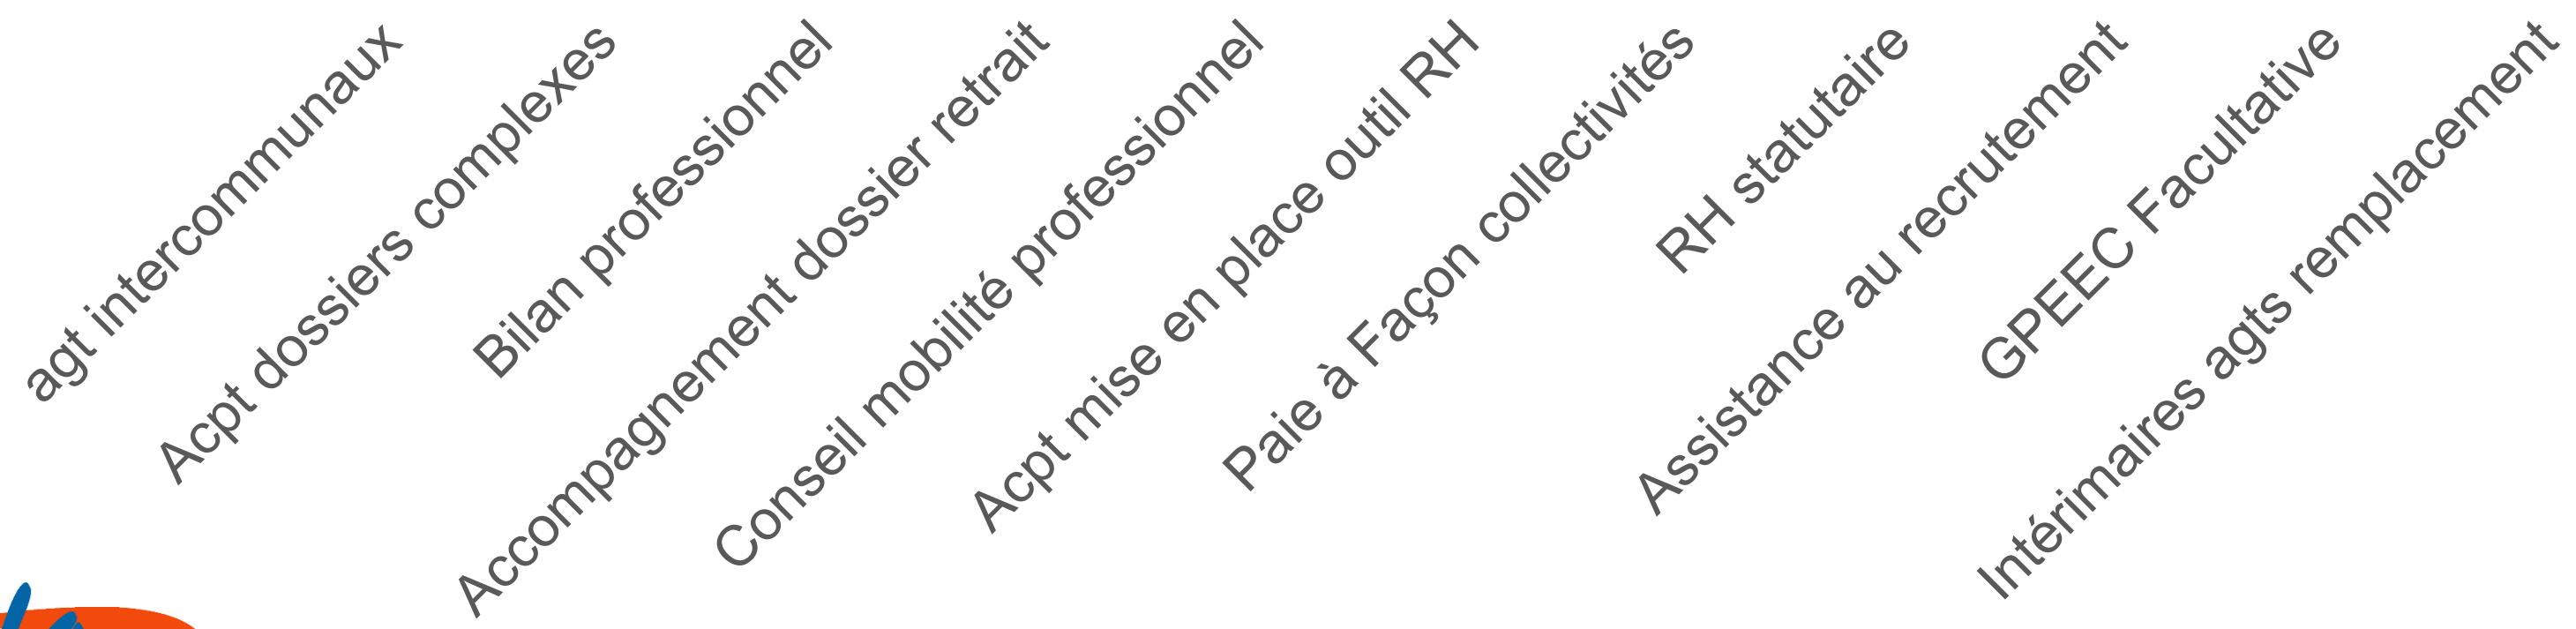 agt intercommunaux
Acpt dossiers complexes
Bilan professionnel
Accompagnement dossier retrait
Conseil mobilité professionnel
Acpt mise en place outil RH
Paie à Façon collectivités
RH statutaire
Assistance au recrutement
GPEEC Facultative
Intérimaires agts remplacement